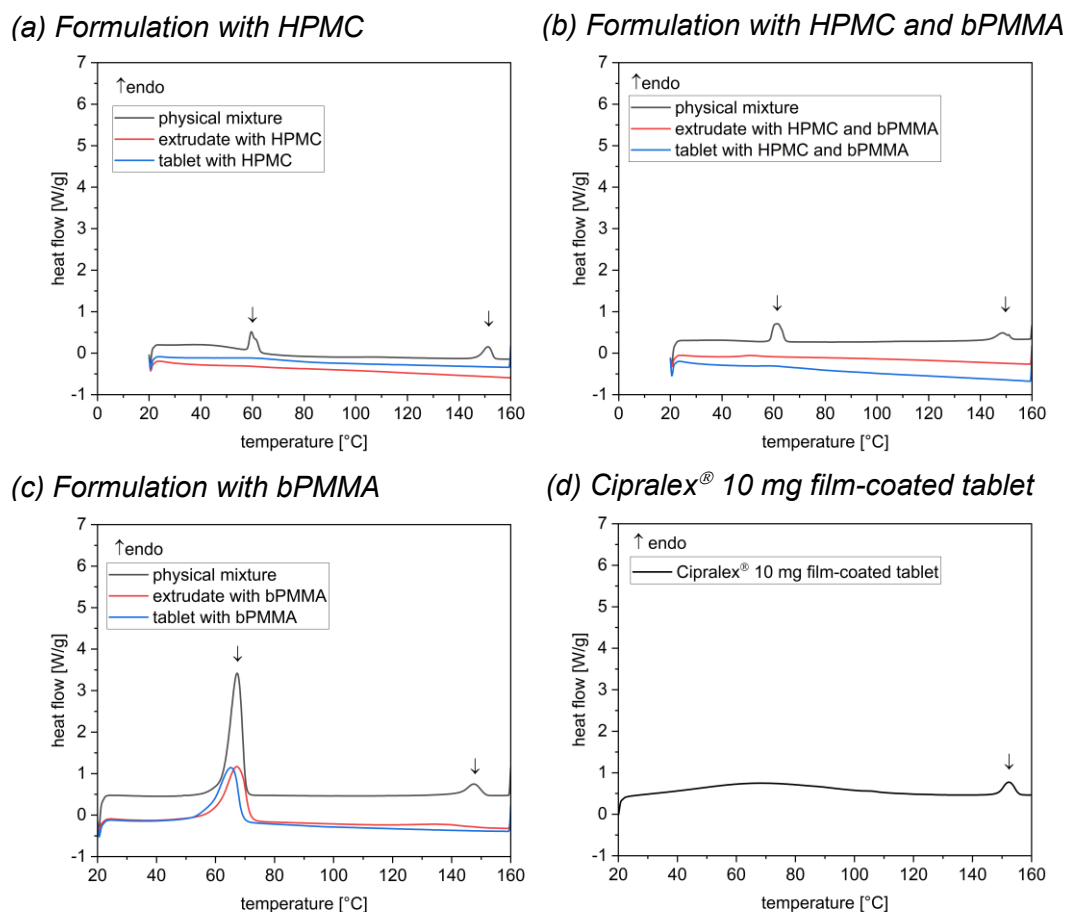 (a) Formulation with HPMC
7
6
5
4
3
2
1
0
-1
heat flow [W/g]
↑endo
physical mixture
extrudate with HPMC
tablet with HPMC
↓ ↓
0 20 40 60 80 100 120 140 160
temperature [°C]
(b) Formulation with HPMC and bPMMA
7
6
5
4
3
2
1
0
-1
heat flow [W/g]
↑endo
physical mixture
extrudate with HPMC and bPMMA
tablet with HPMC and bPMMA
↓ ↓
0 20 40 60 80 100 120 140 160
temperature [°C]
(c) Formulation with bPMMA
7
6
5
4
3
2
1
0
-1
heat flow [W/g]
↑endo
physical mixture
extrudate with bPMMA
tablet with bPMMA
↓ ↓
20 40 60 80 100 120 140 160
temperature [°C]
(d) Cipralex® 10 mg film-coated tablet
7
6
5
4
3
2
1
0
-1
heat flow [W/g]
↑ endo
Cipralex® 10 mg film-coated tablet
↓
20 40 60 80 100 120 140 160
temperature [°C]